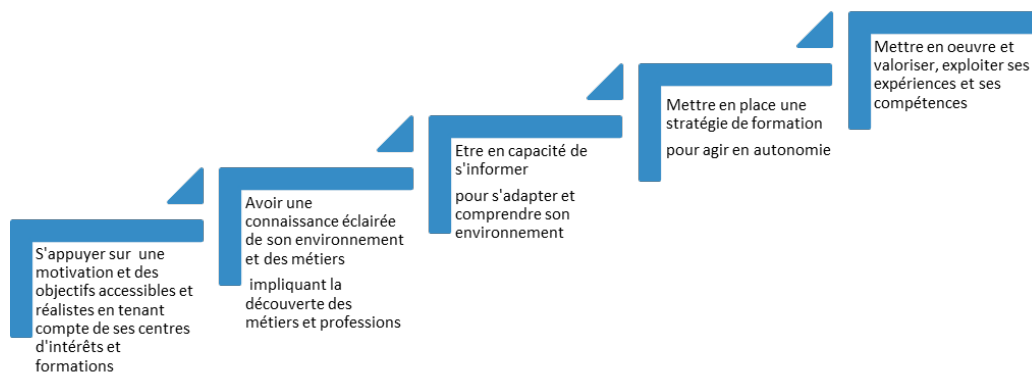 S'appuyer sur une
motivation et des
objectifs accessibles et
réalistes en tenant
compte de ses centres
d'intérêts et
formations
Avoir une
connaissance éclairée
de son environnement
et des métiers
impliquant la
découverte des
métiers et professions
Etre en capacité de
s'informer
pour s'adapter et
comprendre son
environnement
Mettre en place une
stratégie de formation
pour agir en autonomie
Mettre en oeuvre et
valoriser, exploiter ses
expériences et ses
compétences